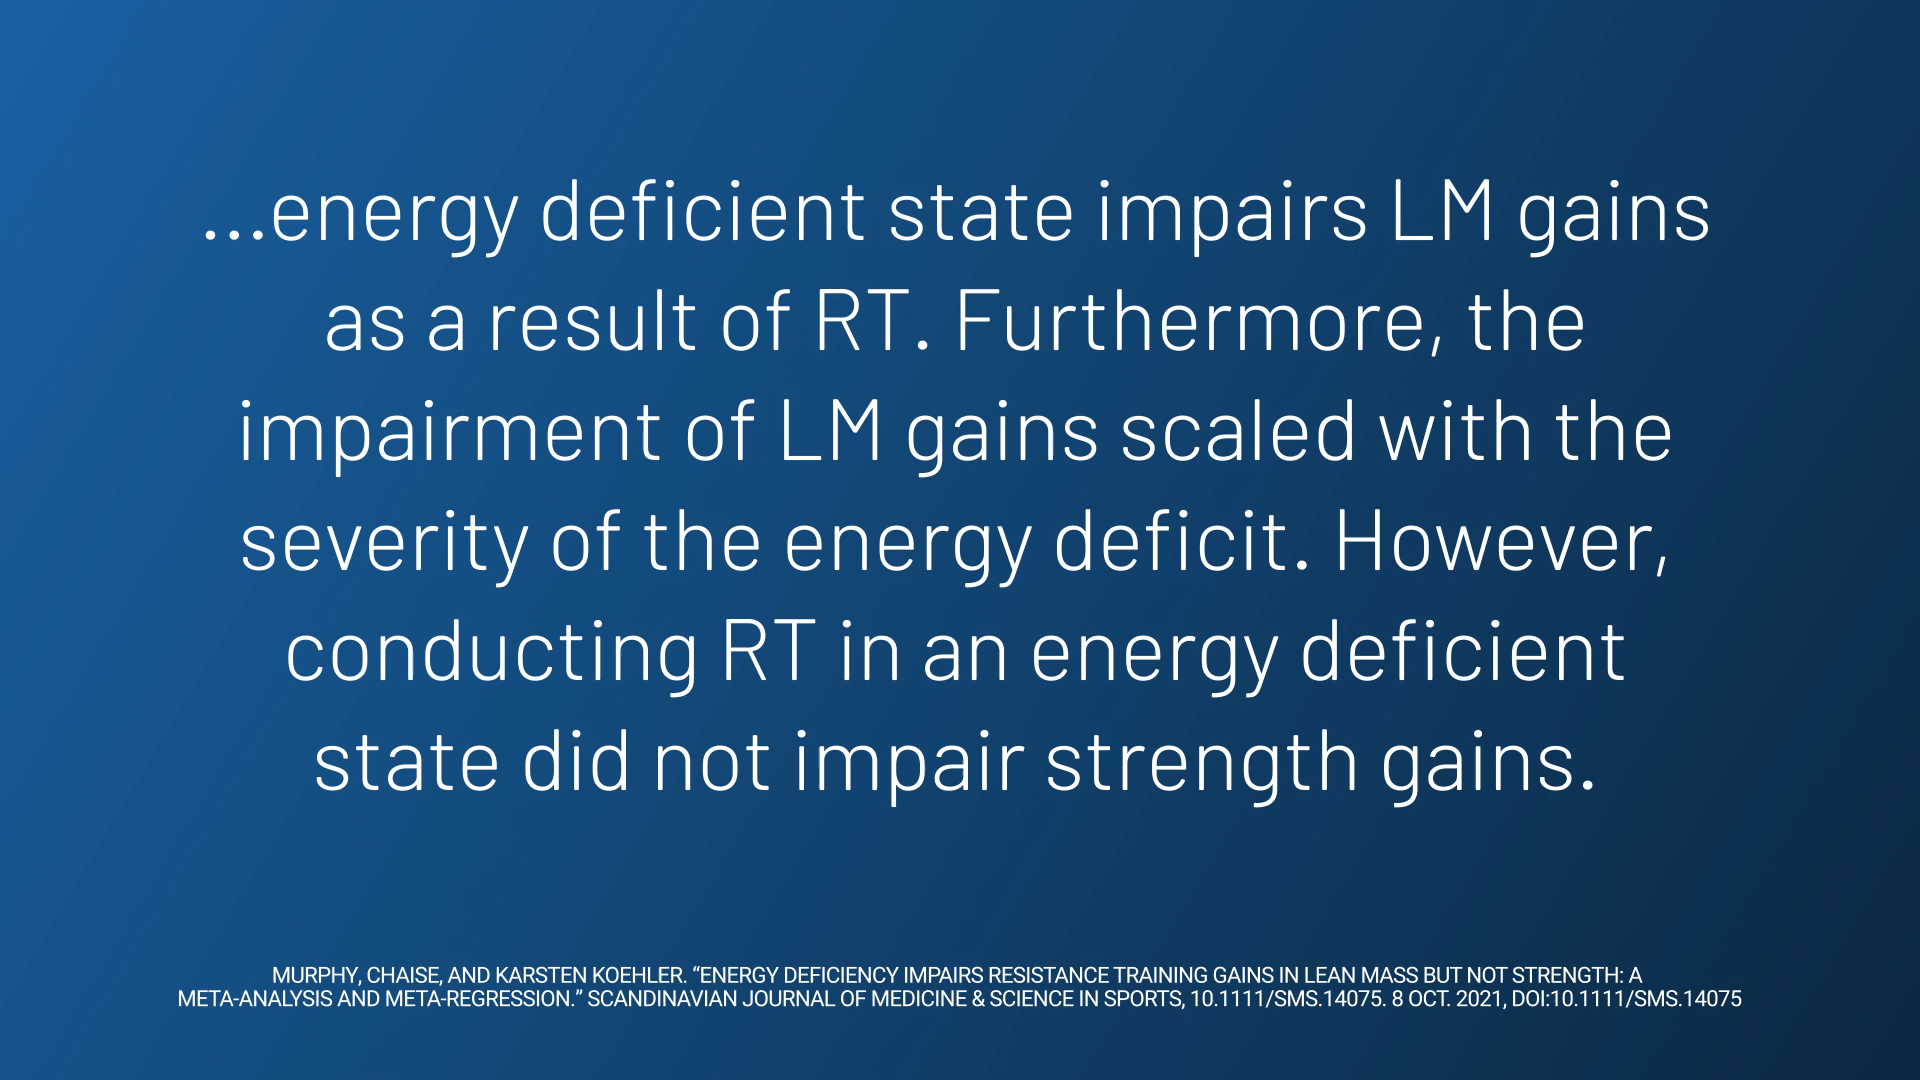 ...energy deficient state impairs LM gains
as a result of RT. Furthermore, the
impairment of LM gains scaled with the
severity of the energy deficit. However,
conducting RT in an energy deficient
state did not impair strength gains.
MURPHY, CHAISE, AND KARSTEN KOEHLER. “ENERGY DEFICIENCY IMPAIRS RESISTANCE TRAINING GAINS IN LEAN MASS BUT NOT STRENGTH: A
META-ANALYSIS AND META-REGRESSION.” SCANDINAVIAN JOURNAL OF MEDICINE & SCIENCE IN SPORTS, 10.1111/SMS.14075. 8 OCT. 2021, DOI:10.1111/SMS.14075